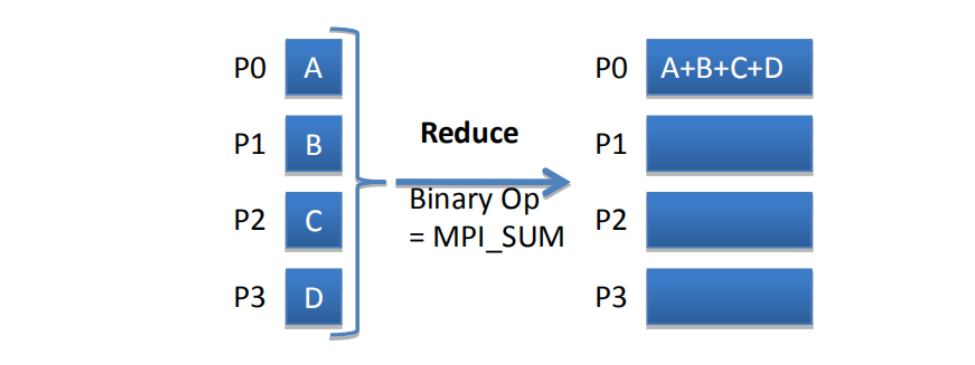 P0 A
P1 B
P2 C
P3 D
Reduce
Binary Op
= MPI_SUM
P0 A+B+C+D
P1
P2
P3